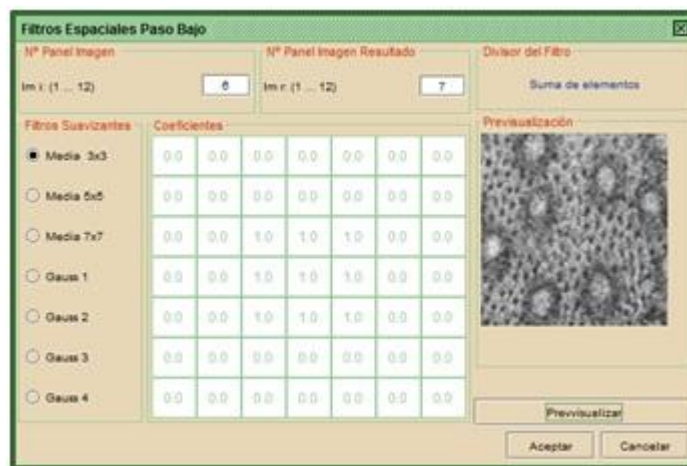 Filtros Espaciales Paso Bajo
Nº Panel Imagen
Nº Panel Imagen Resultado
Divisor del Filtro
Im i: (1 ... 12)
6
Im r: (1 ... 12)
7
Suma de elementos
Filtros Suavizantes
Coeficientes
Previsualización
Media 3x3
0.0 0.0 0.0 0.0 0.0 0.0 0.0
Media 5x5
0.0 0.0 0.0 0.0 0.0 0.0 0.0
Media 7x7
0.0 0.0 1.0 1.0 1.0 0.0 0.0
Gauss 1
0.0 0.0 1.0 1.0 1.0 0.0 0.0
Gauss 2
0.0 0.0 1.0 1.0 1.0 0.0 0.0
Gauss 3
0.0 0.0 0.0 0.0 0.0 0.0 0.0
Gauss 4
0.0 0.0 0.0 0.0 0.0 0.0 0.0
Prevvisualizar
Aceptar
Cancelar